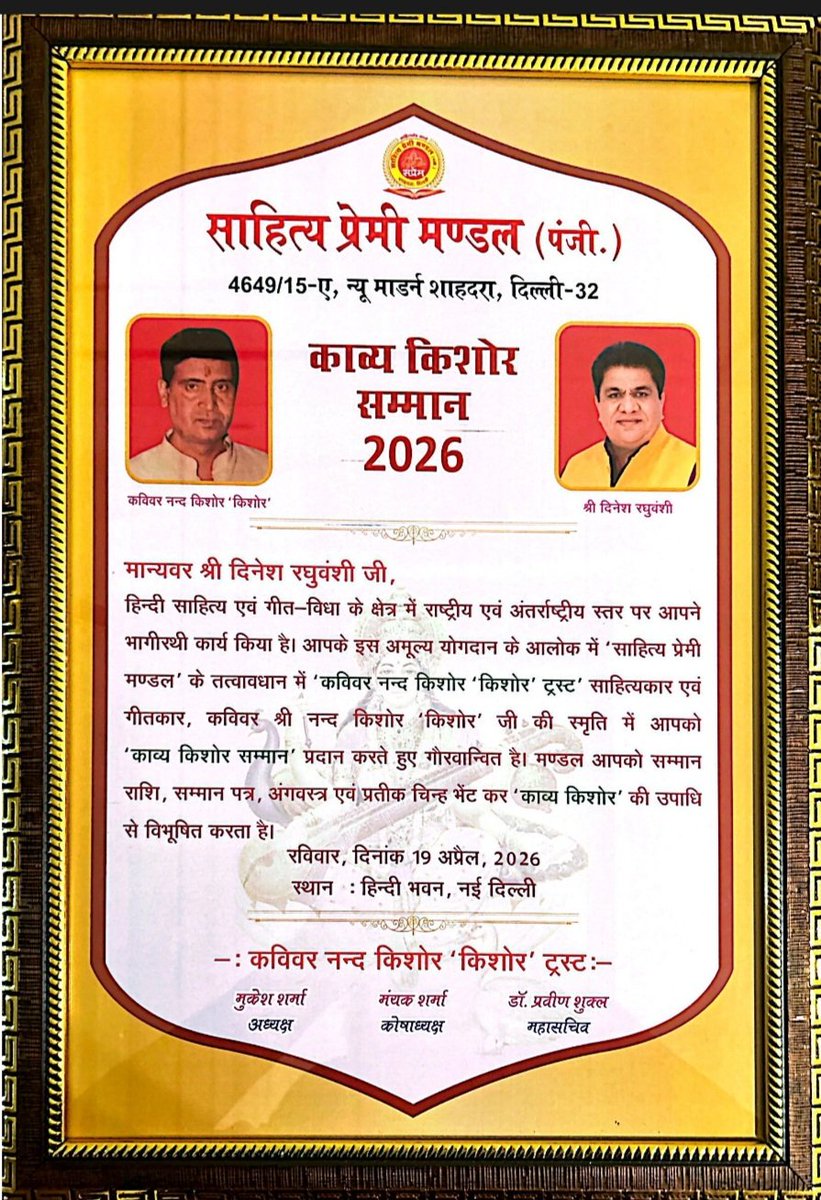 सप्रेम
साहित्य प्रेमी मण्डल (पंजी.)
4649/15-ए, न्यू माडर्न शाहदरा, दिल्ली-32
काव्य किशोर
सम्मान
2026
कविवर नन्द किशोर ‘किशोर’
श्री दिनेश रघुवंशी
मान्यवर श्री दिनेश रघुवंशी जी,
हिन्दी साहित्य एवं गीत–विधा के क्षेत्र में राष्ट्रीय एवं अंतर्राष्ट्रीय स्तर पर आपने
भागीरथी कार्य किया है। आपके इस अमूल्य योगदान के आलोक में ‘साहित्य प्रेमी
मण्डल’ के तत्वावधान में ‘कविवर नन्द किशोर ‘किशोर’ ट्रस्ट’ साहित्यकार एवं
गीतकार, कविवर श्री नन्द किशोर ‘किशोर’ जी की स्मृति में आपको
‘काव्य किशोर सम्मान’ प्रदान करते हुए गौरवान्वित है। मण्डल आपको सम्मान
राशि, सम्मान पत्र, अंगवस्त्र एवं प्रतीक चिन्ह भेंट कर ‘काव्य किशोर’ की उपाधि
से विभूषित करता है।
रविवार, दिनांक 19 अप्रैल, 2026
स्थान : हिन्दी भवन, नई दिल्ली
–: कविवर नन्द किशोर ‘किशोर’ ट्रस्ट:–
मुकेश शर्मा मंयक शर्मा डॉ. प्रवीण शुक्ल
अध्यक्ष कोषाध्यक्ष महासचिव